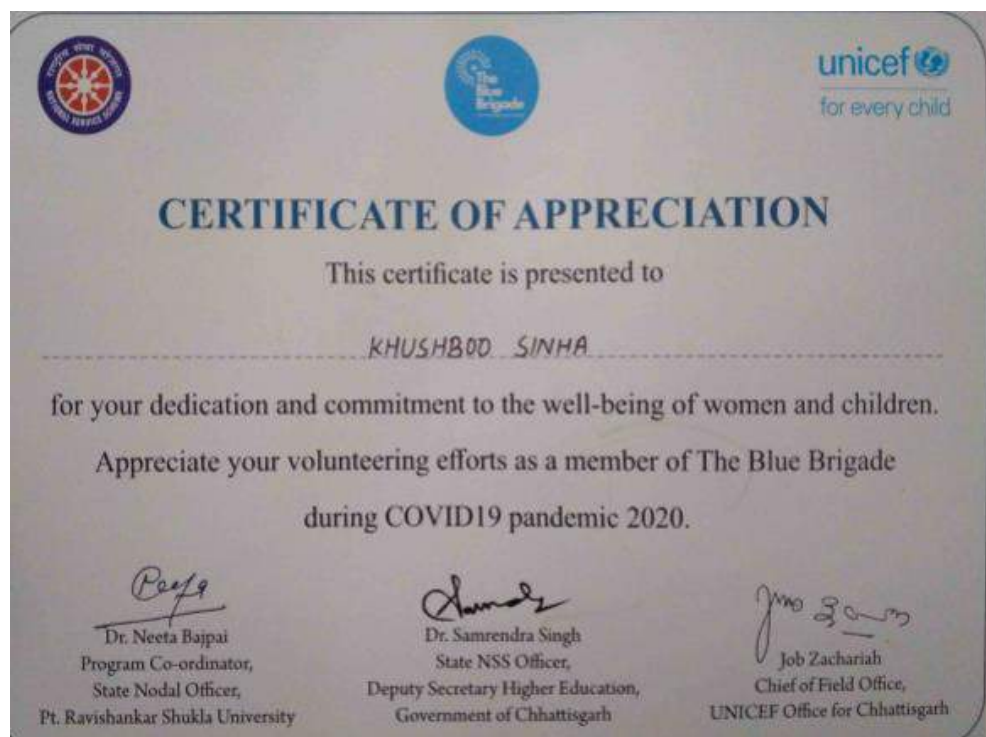 राष्ट्रीय सेवा योजना
NATIONAL SERVICE SCHEME
The
Blue
Brigade
unicef
for every child
CERTIFICATE OF APPRECIATION
This certificate is presented to
KHUSHBOO SINHA
for your dedication and commitment to the well-being of women and children.
Appreciate your volunteering efforts as a member of The Blue Brigade
during COVID19 pandemic 2020.
Dr. Neeta Bajpai
Program Co-ordinator,
State Nodal Officer,
Pt. Ravishankar Shukla University
Dr. Samrendra Singh
State NSS Officer,
Deputy Secretary Higher Education,
Government of Chhattisgarh
Job Zachariah
Chief of Field Office,
UNICEF Office for Chhattisgarh